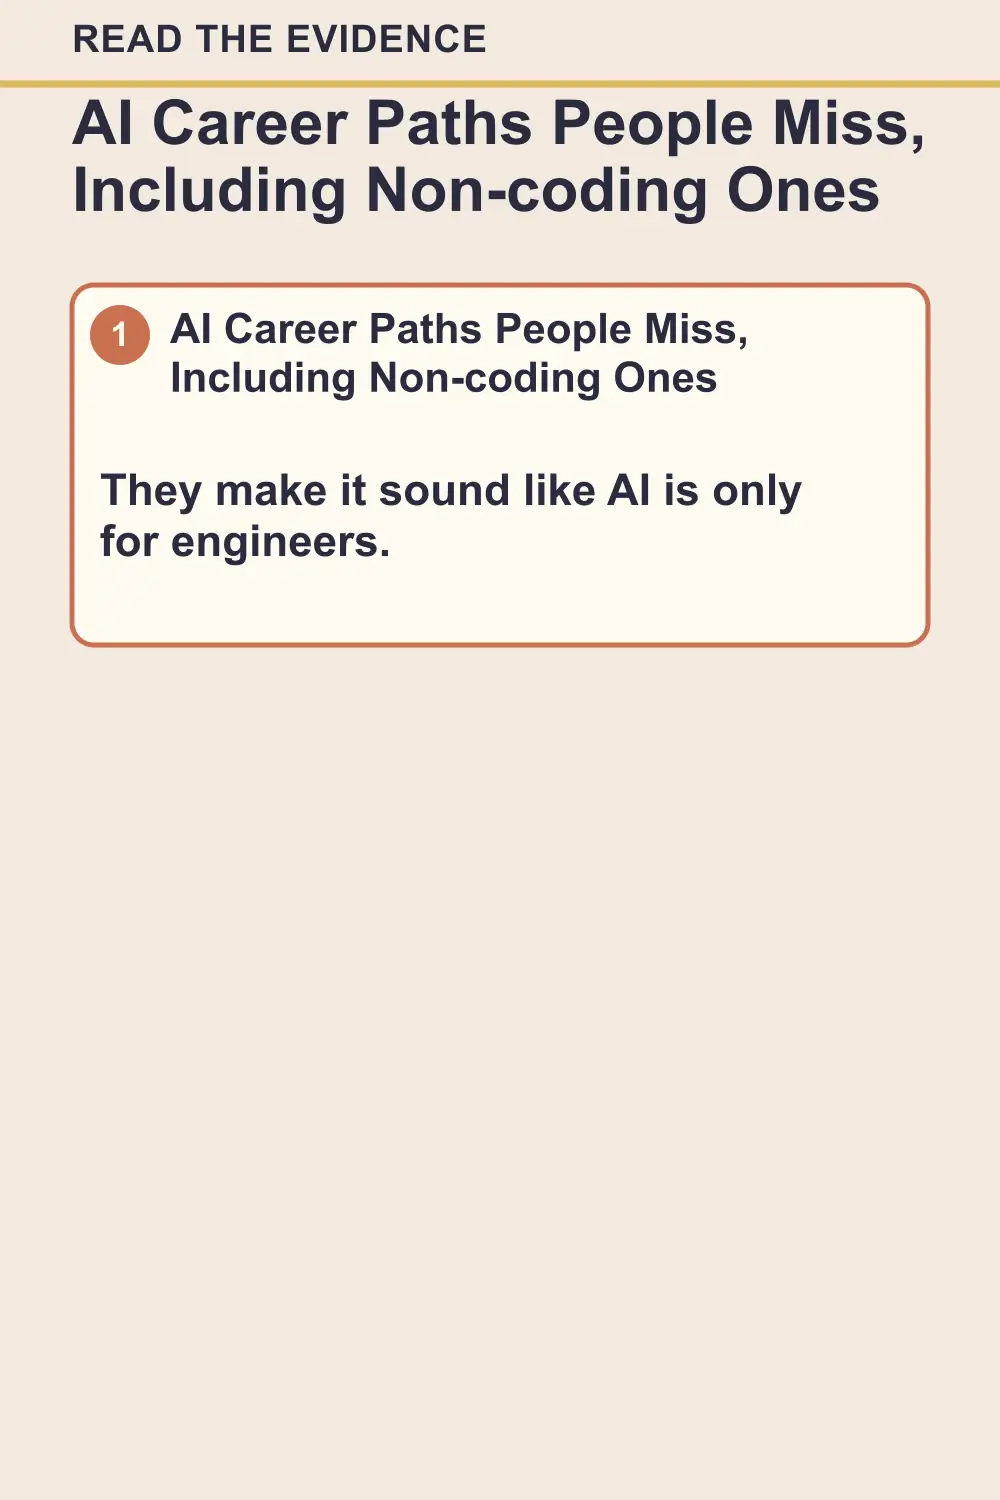 READ THE EVIDENCE
AI Career Paths People Miss,
Including Non-coding Ones
1
AI Career Paths People Miss,
Including Non-coding Ones
They make it sound like AI is only
for engineers.